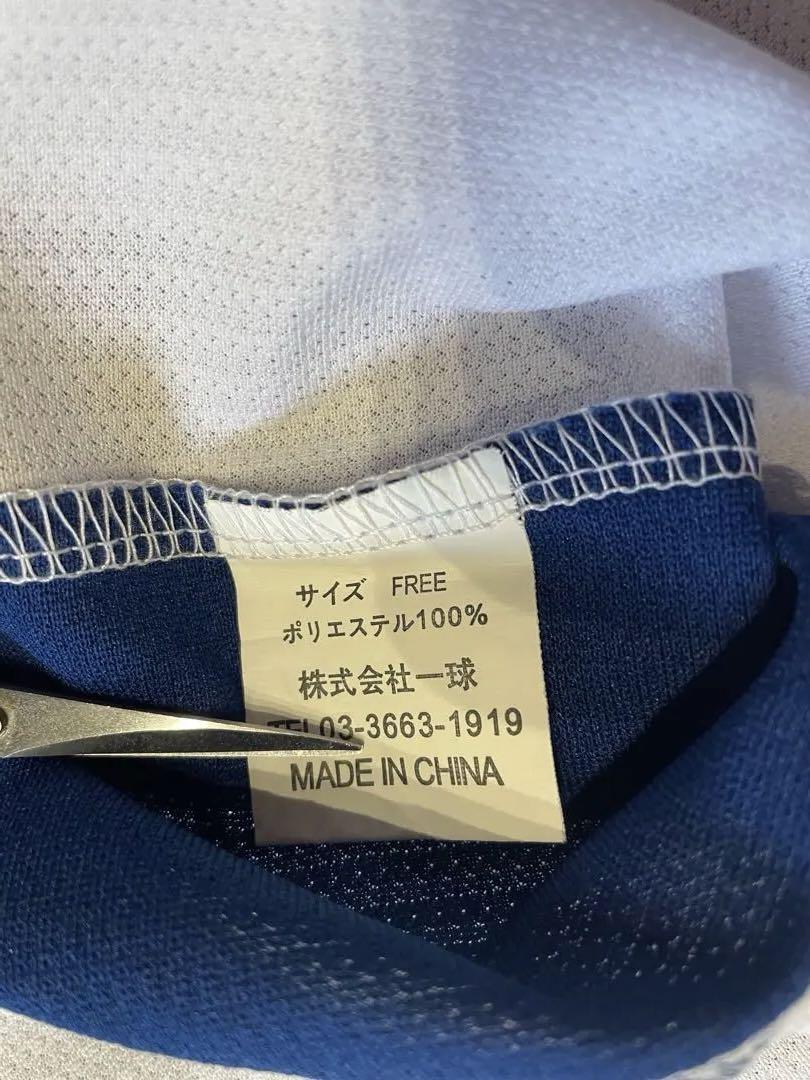 サイズ FREE
ポリエステル100%
株式会社一球
TEL03-3663-1919
MADE IN CHINA